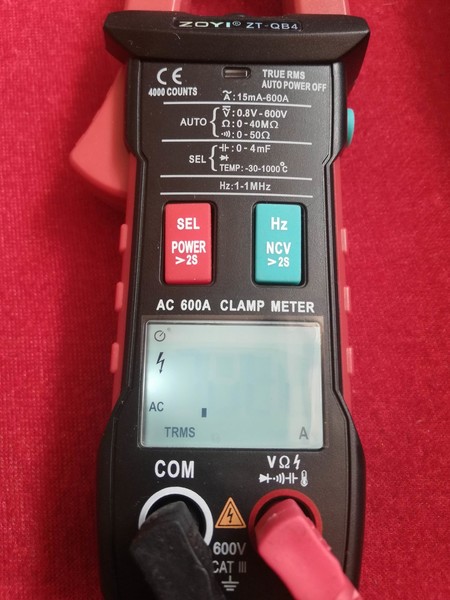 ZOYI® ZT-QB4
CE
4000 COUNTS
TRUE RMS
AUTO POWER OFF
A : 15mA-600A
AUTO
V : 0.8V - 600V
Ω : 0 - 40MΩ
: 0 - 50Ω
SEL
: 0 - 4mF
TEMP: -30-1000°C
Hz : 1-1MHz
SEL
POWER
> 2S
Hz
NCV
> 2S
AC 600A CLAMP METER
AC
TRMS
A
COM
V Ω
600V
CAT III